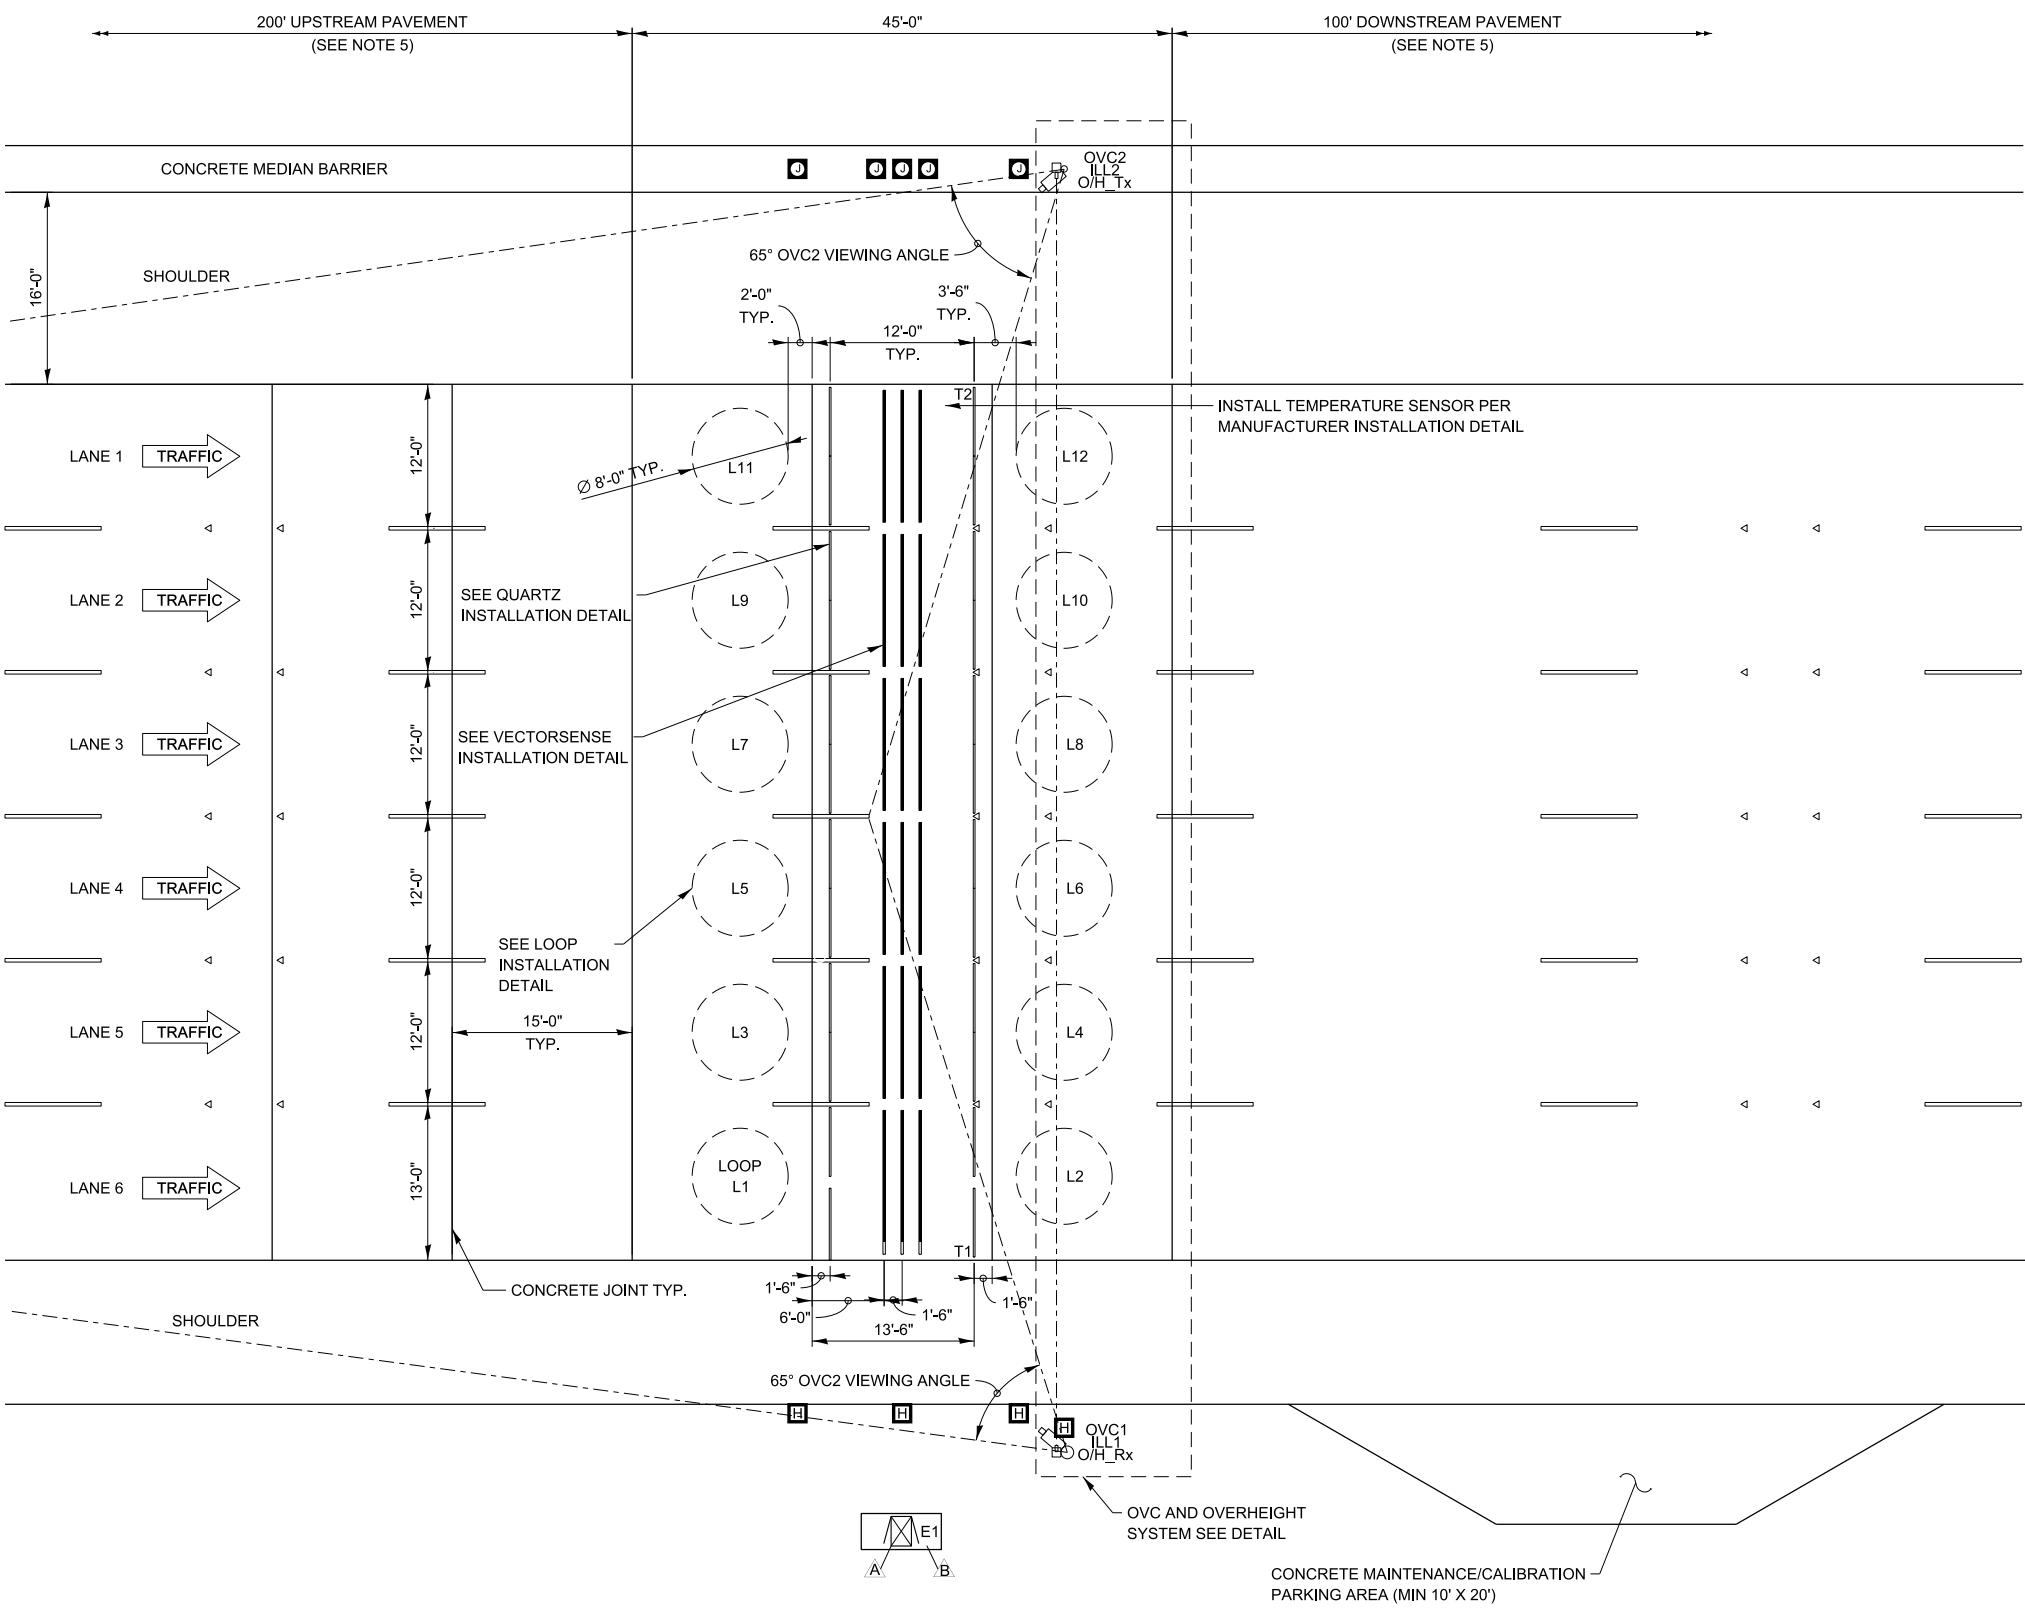 200' UPSTREAM PAVEMENT
(SEE NOTE 5)
45'-0"
100' DOWNSTREAM PAVEMENT
(SEE NOTE 5)
CONCRETE MEDIAN BARRIER
J
J
J
J
J
OVC2
ILL2
O/H_Tx
16'-0"
SHOULDER
65° OVC2 VIEWING ANGLE
2'-0"
TYP.
12'-0"
TYP.
3'-6"
TYP.
T2
INSTALL TEMPERATURE SENSOR PER
MANUFACTURER INSTALLATION DETAIL
LANE 1
TRAFFIC
12'-0"
Ø 8'-0" TYP.
L11
L12
LANE 2
TRAFFIC
12'-0"
SEE QUARTZ
INSTALLATION DETAIL
L9
L10
LANE 3
TRAFFIC
12'-0"
SEE VECTORSENSE
INSTALLATION DETAIL
L7
L8
LANE 4
TRAFFIC
12'-0"
L5
L6
SEE LOOP
INSTALLATION
DETAIL
LANE 5
TRAFFIC
12'-0"
15'-0"
TYP.
L3
L4
LANE 6
TRAFFIC
13'-0"
LOOP
L1
L2
T1
CONCRETE JOINT TYP.
1'-6"
6'-0"
1'-6"
1'-6"
13'-6"
SHOULDER
65° OVC2 VIEWING ANGLE
H
H
H
H
OVC1
ILL1
O/H_Rx
OVC AND OVERHEIGHT
SYSTEM SEE DETAIL
E1
A
B
CONCRETE MAINTENANCE/CALIBRATION
PARKING AREA (MIN 10' X 20')